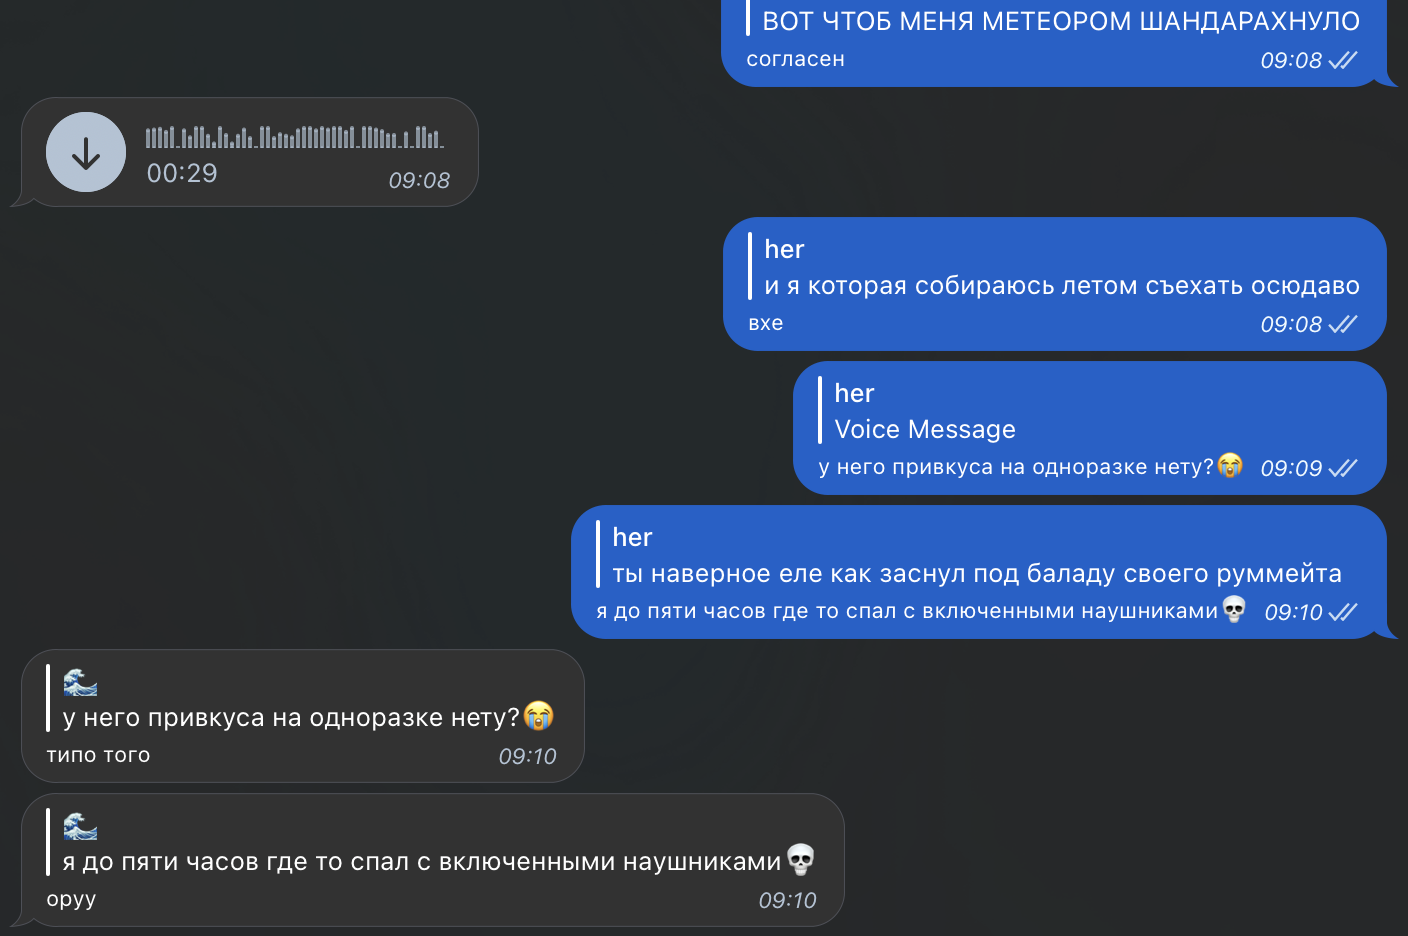 ВОТ ЧТОБ МЕНЯ МЕТЕОРОМ ШАНДАРАХНУЛО
согласен 09:08
00:29 09:08
her
и я которая собираюсь летом съехать осюдаво
вхе 09:08
her
Voice Message
у него привкуса на одноразке нету?😭 09:09
her
ты наверное еле как заснул под баладу своего руммейта
я до пяти часов где то спал с включенными наушниками💀 09:10
🌊
у него привкуса на одноразке нету?😭
типо того 09:10
🌊
я до пяти часов где то спал с включенными наушниками💀
оруу 09:10